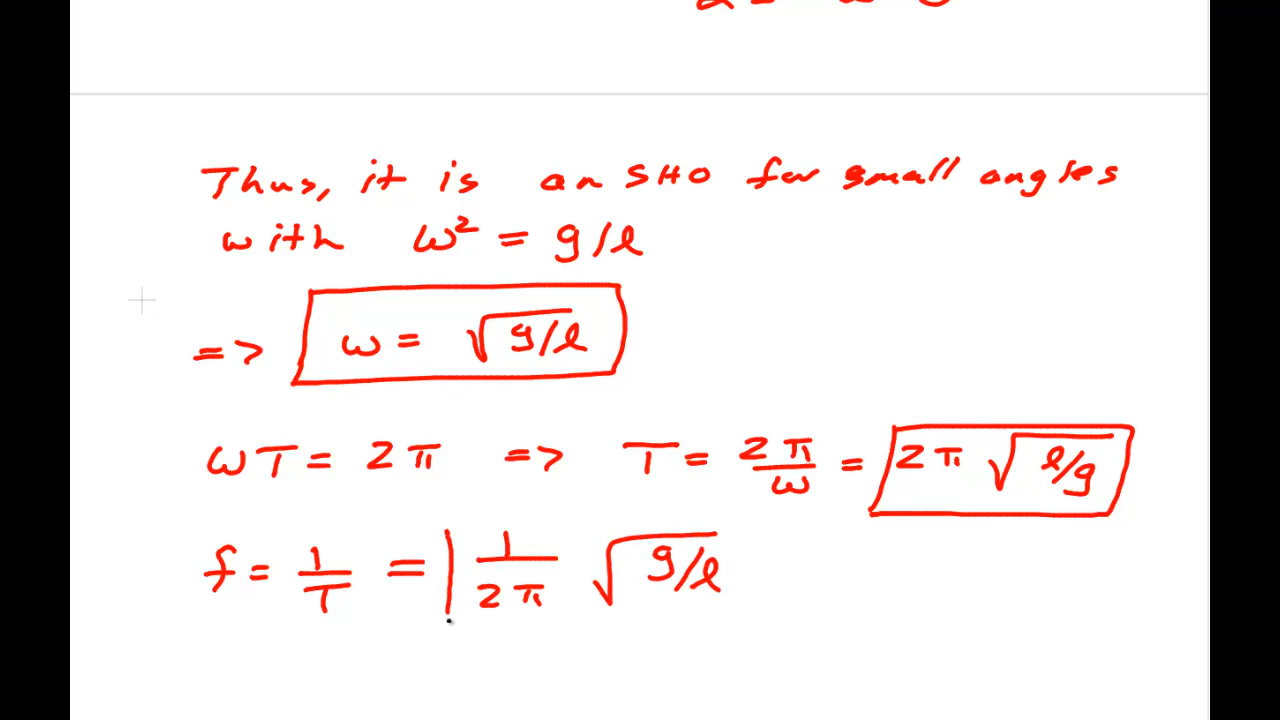 Thus, it is an SHO for small angles
with ω² = g/l
=> ω = √g/l
ωT = 2π => T = 2π/ω = 2π √l/g
f = 1/T = 1/2π √g/l